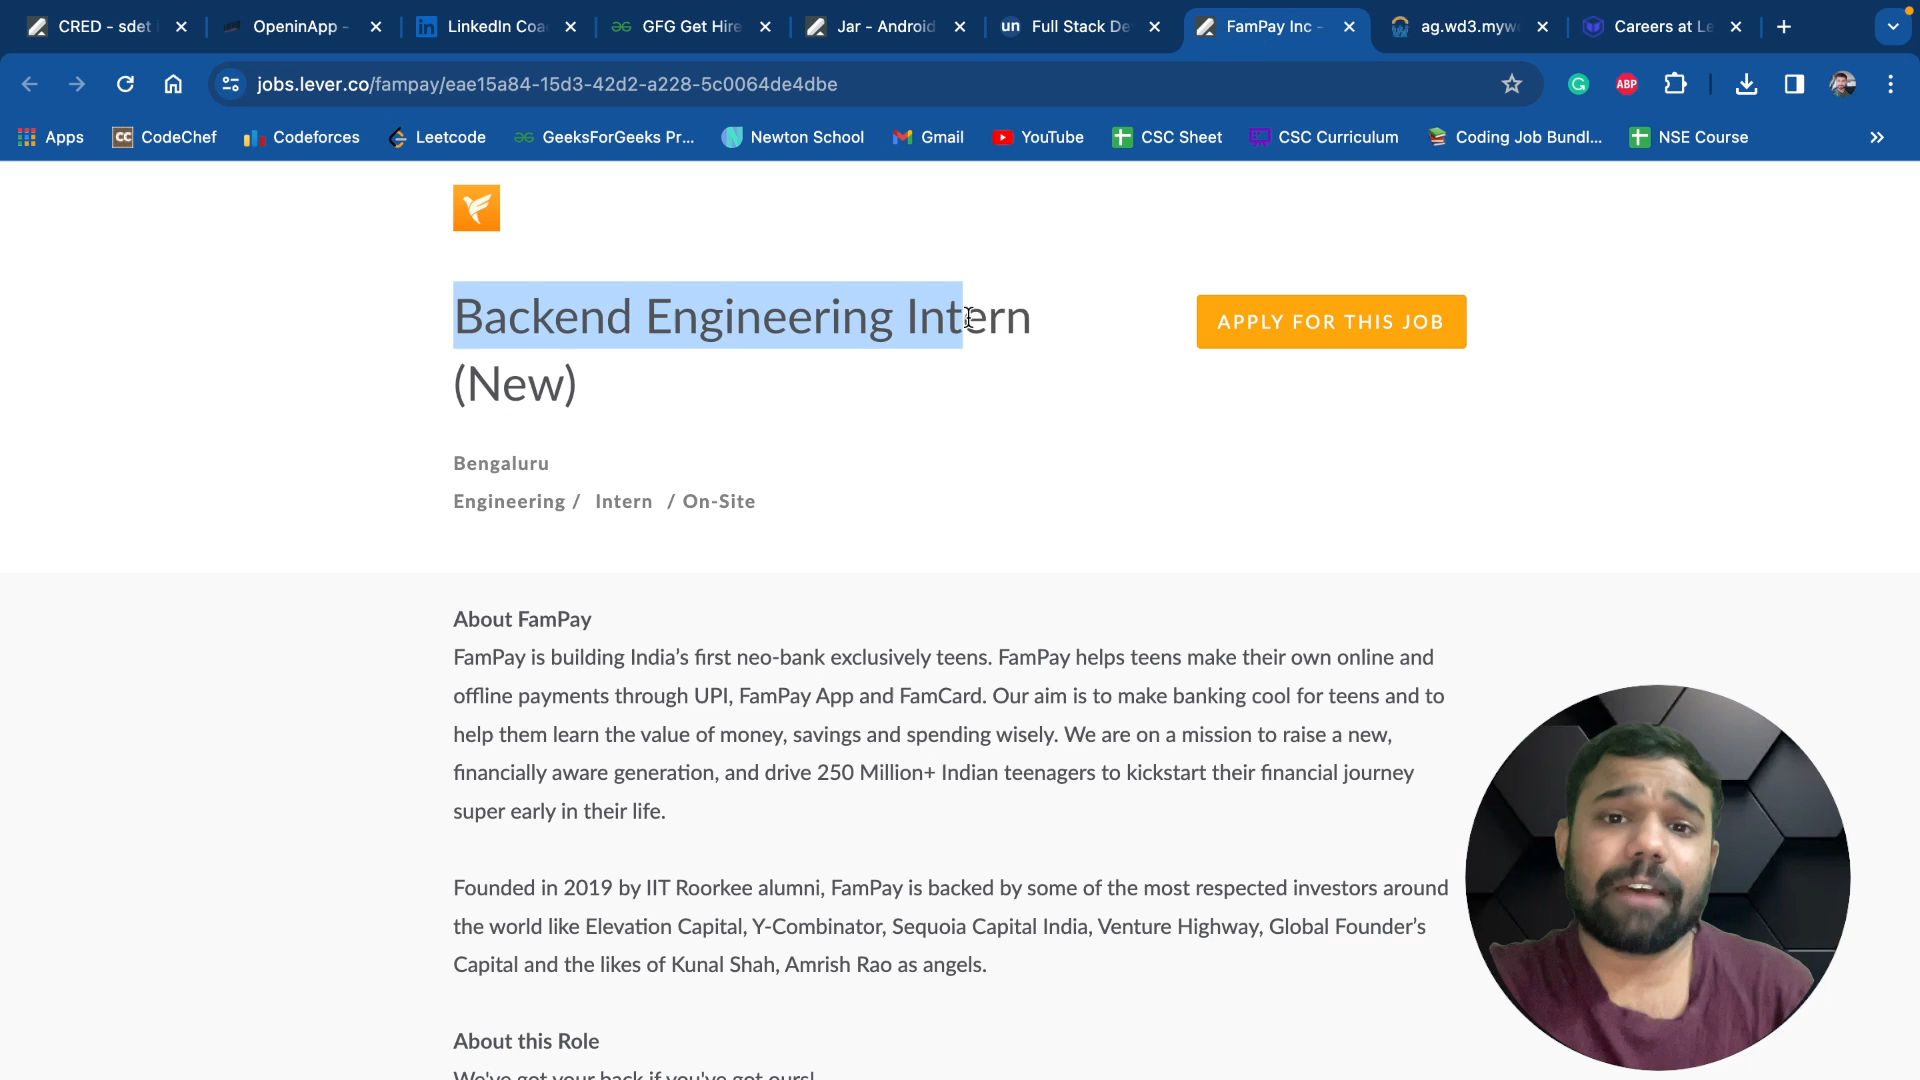 CRED - sdet
OpeninApp -
LinkedIn Coa
GFG Get Hire
Jar - Android
un Full Stack De
FamPay Inc -
ag.wd3.myw
Careers at Le
jobs.lever.co/fampay/eae15a84-15d3-42d2-a228-5c0064de4dbe
ABP
Apps
CC CodeChef
Codeforces
Leetcode
GeeksForGeeks Pr...
Newton School
Gmail
YouTube
CSC Sheet
CSC Curriculum
Coding Job Bundl...
NSE Course
Backend Engineering Intern
(New)
APPLY FOR THIS JOB
Bengaluru
Engineering / Intern / On-Site
About FamPay
FamPay is building India’s first neo-bank exclusively teens. FamPay helps teens make their own online and
offline payments through UPI, FamPay App and FamCard. Our aim is to make banking cool for teens and to
help them learn the value of money, savings and spending wisely. We are on a mission to raise a new,
financially aware generation, and drive 250 Million+ Indian teenagers to kickstart their financial journey
super early in their life.
Founded in 2019 by IIT Roorkee alumni, FamPay is backed by some of the most respected investors around
the world like Elevation Capital, Y-Combinator, Sequoia Capital India, Venture Highway, Global Founder’s
Capital and the likes of Kunal Shah, Amrish Rao as angels.
About this Role
We've got your back if you've got ours!